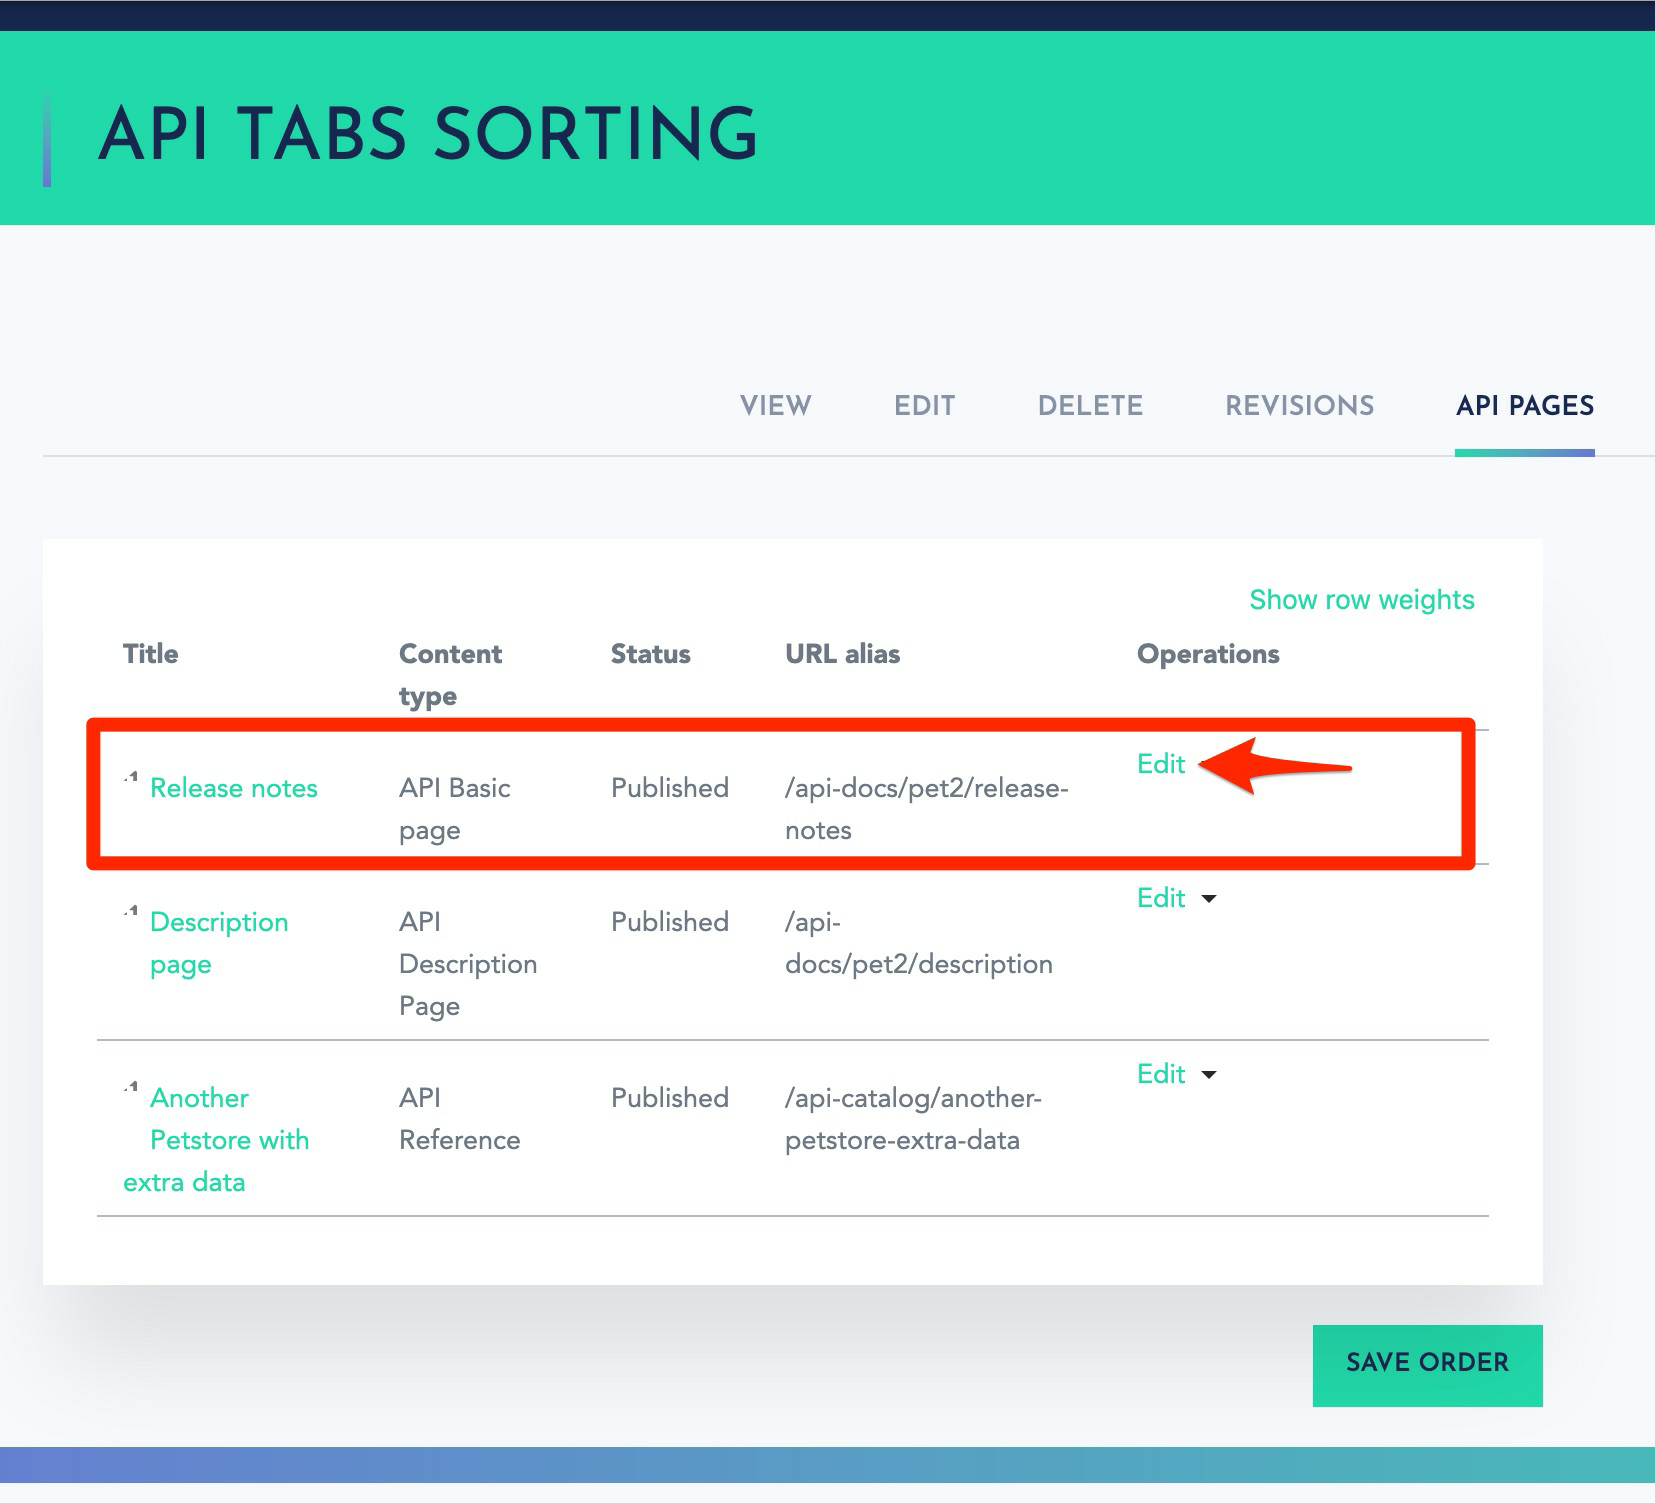 API TABS SORTING
VIEW EDIT DELETE REVISIONS API PAGES
Show row weights
Title Content type Status URL alias Operations
Release notes API Basic page Published /api-docs/pet2/release-notes Edit
Description page API Description Page Published /api-docs/pet2/description Edit
Another Petstore with extra data API Reference Published /api-catalog/another-petstore-extra-data Edit
SAVE ORDER